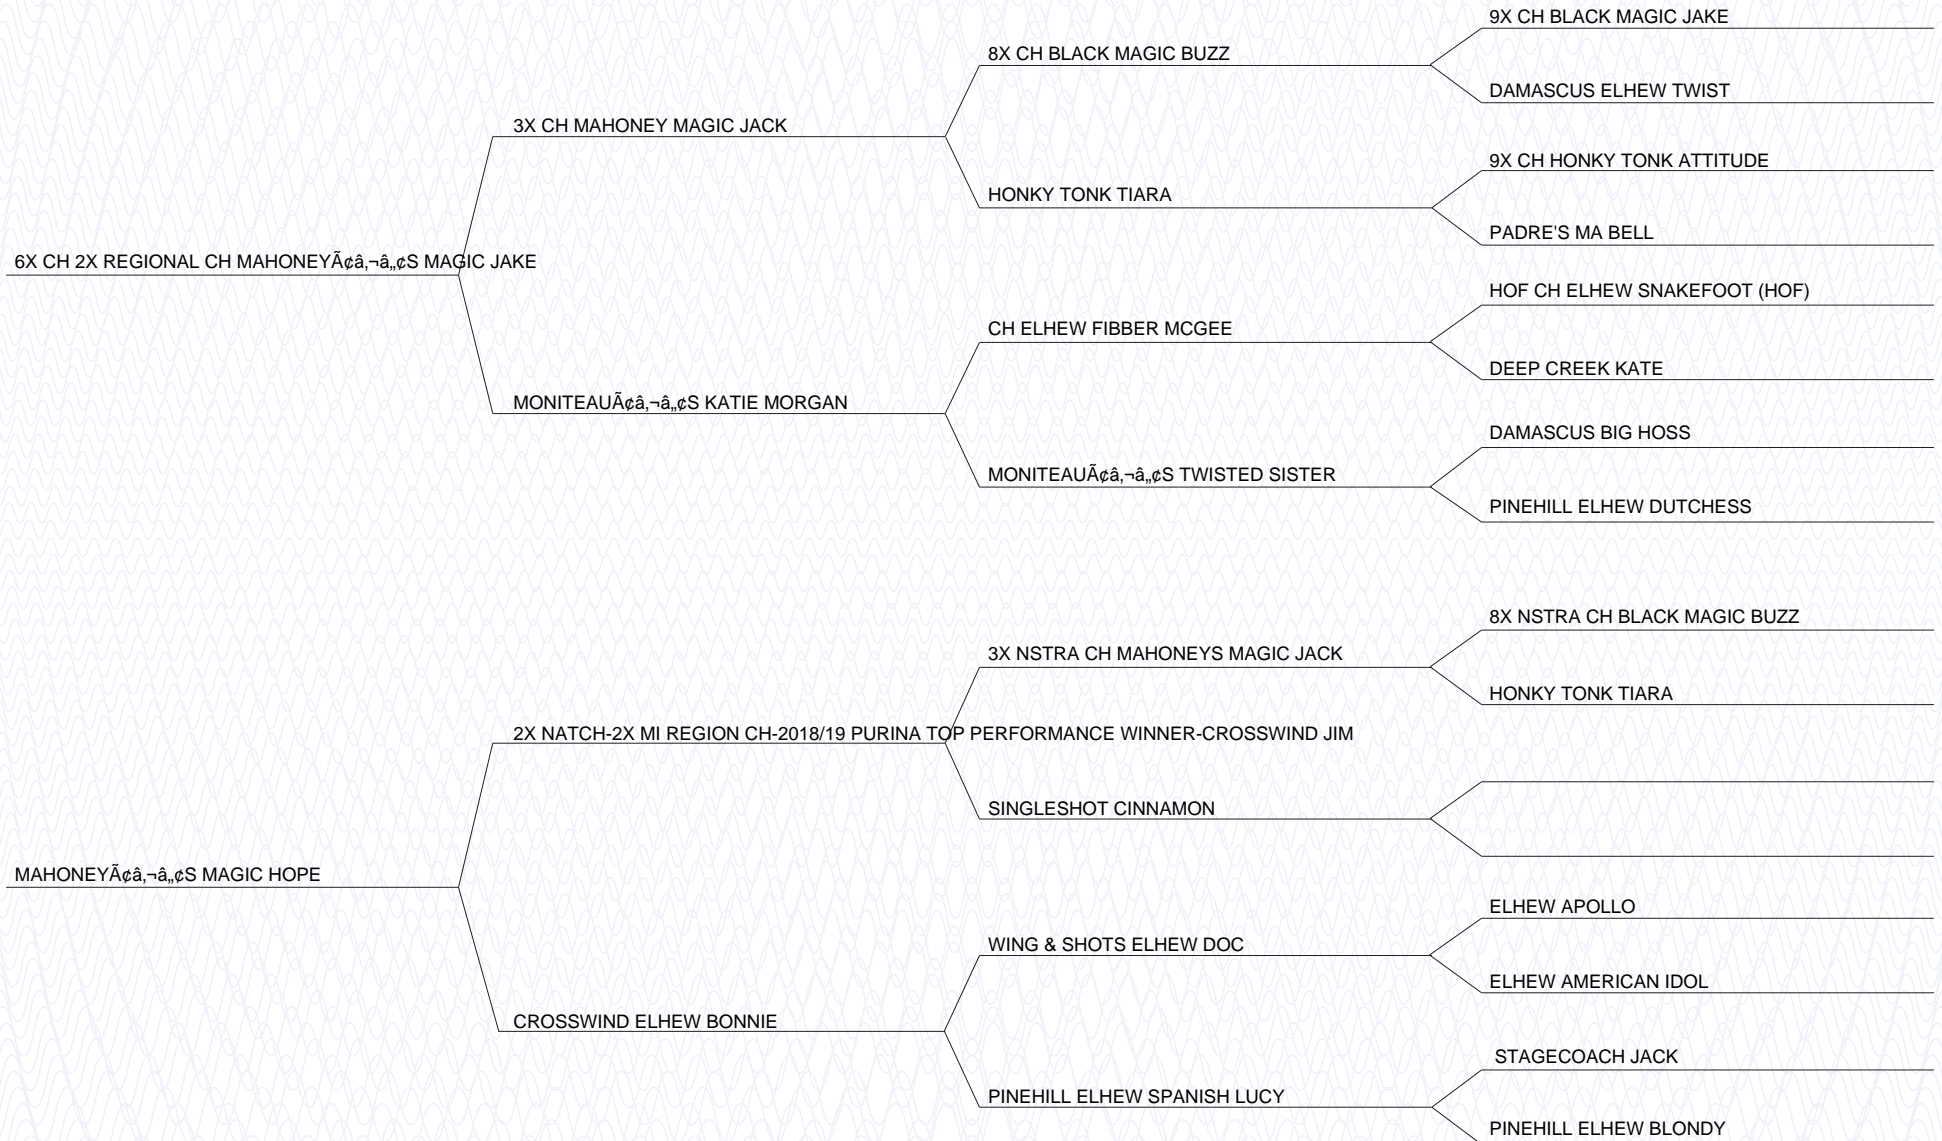 9X CH BLACK MAGIC JAKE
8X CH BLACK MAGIC BUZZ
DAMASCUS ELHEW TWIST
3X CH MAHONEY MAGIC JACK
9X CH HONKY TONK ATTITUDE
HONKY TONK TIARA
PADRE'S MA BELL
6X CH 2X REGIONAL CH MAHONEYÃ¢â‚¬â„¢S MAGIC JAKE
HOF CH ELHEW SNAKEFOOT (HOF)
CH ELHEW FIBBER MCGEE
DEEP CREEK KATE
MONITEAUÃ¢â‚¬â„¢S KATIE MORGAN
DAMASCUS BIG HOSS
MONITEAUÃ¢â‚¬â„¢S TWISTED SISTER
PINEHILL ELHEW DUTCHESS
8X NSTRA CH BLACK MAGIC BUZZ
3X NSTRA CH MAHONEYS MAGIC JACK
HONKY TONK TIARA
2X NATCH-2X MI REGION CH-2018/19 PURINA TOP PERFORMANCE WINNER-CROSSWIND JIM
SINGLESHOT CINNAMON
MAHONEYÃ¢â‚¬â„¢S MAGIC HOPE
ELHEW APOLLO
WING & SHOTS ELHEW DOC
ELHEW AMERICAN IDOL
CROSSWIND ELHEW BONNIE
STAGECOACH JACK
PINEHILL ELHEW SPANISH LUCY
PINEHILL ELHEW BLONDY